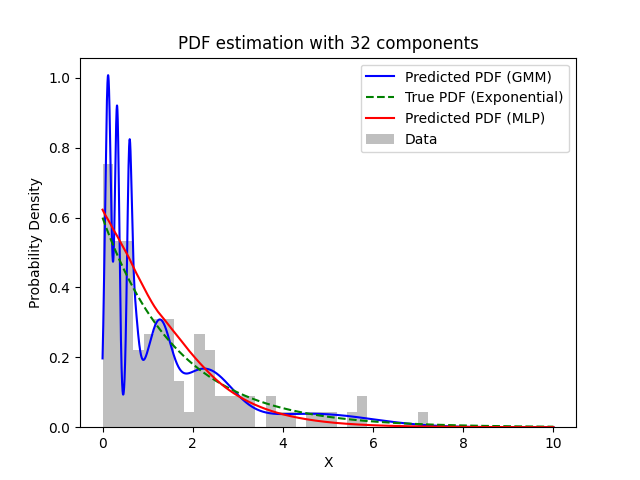 PDF estimation with 32 components
Predicted PDF (GMM)
True PDF (Exponential)
Predicted PDF (MLP)
Data
Probability Density
1.0
0.8
0.6
0.4
0.2
0.0
0 2 4 6 8 10
X